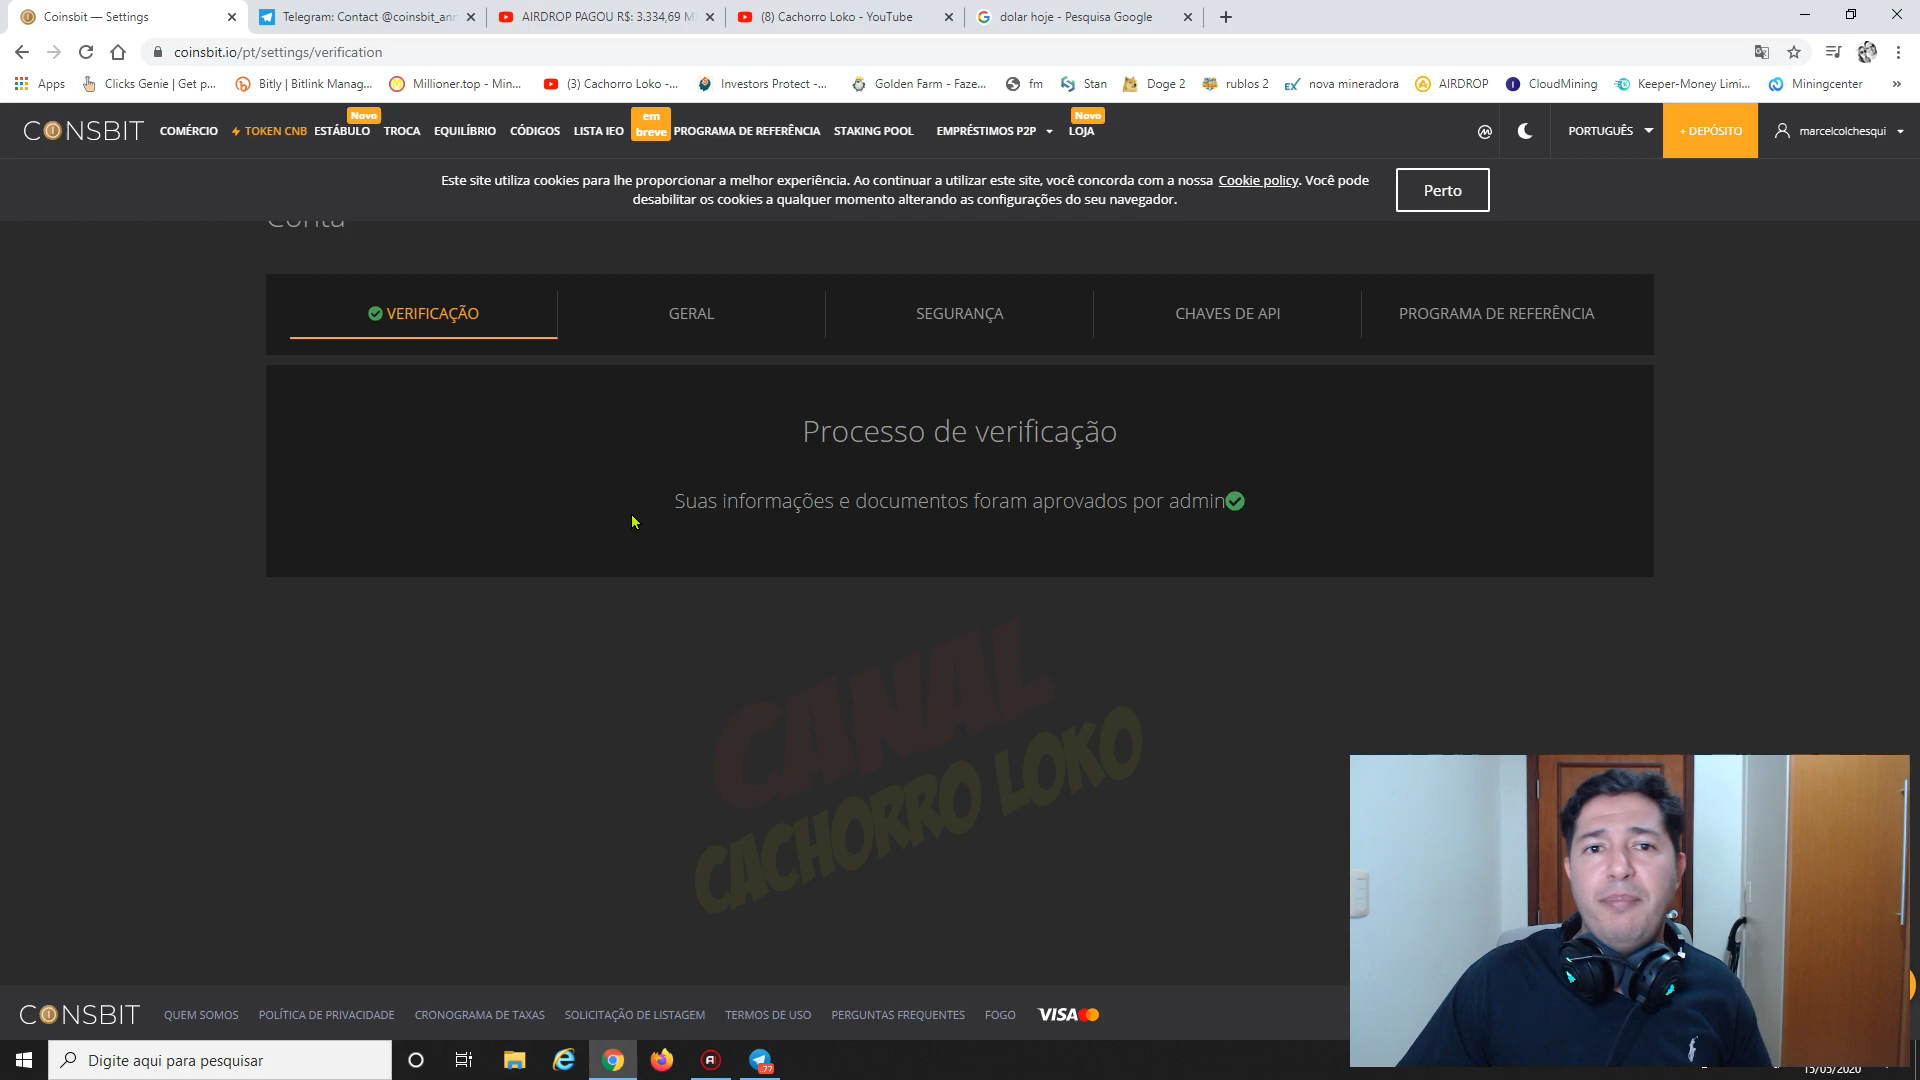 Coinsbit — Settings
Telegram: Contact @coinsbit_ann
AIRDROP PAGOU R$: 3.334,69 M
(8) Cachorro Loko - YouTube
dolar hoje - Pesquisa Google
coinsbit.io/pt/settings/verification
Apps
Clicks Genie | Get p...
Bitly | Bitlink Manag...
Millioner.top - Min...
(3) Cachorro Loko -...
Investors Protect -...
Golden Farm - Faze...
fm
Stan
Doge 2
rublos 2
nova mineradora
AIRDROP
CloudMining
Keeper-Money Limi...
Miningcenter
»
COINSBIT
COMÉRCIO
TOKEN CNB
Novo
ESTÁBULO
TROCA
EQUILÍBRIO
CÓDIGOS
LISTA IEO
em breve
PROGRAMA DE REFERÊNCIA
STAKING POOL
EMPRÉSTIMOS P2P
Novo
LOJA
PORTUGUÊS
+ DEPÓSITO
marcelcolchesqui
Este site utiliza cookies para lhe proporcionar a melhor experiência. Ao continuar a utilizar este site, você concorda com a nossa Cookie policy. Você pode
desabilitar os cookies a qualquer momento alterando as configurações do seu navegador.
Perto
Conta
VERIFICAÇÃO
GERAL
SEGURANÇA
CHAVES DE API
PROGRAMA DE REFERÊNCIA
Processo de verificação
Suas informações e documentos foram aprovados por admin
CANAL
CACHORRO LOKO
COINSBIT
QUEM SOMOS
POLÍTICA DE PRIVACIDADE
CRONOGRAMA DE TAXAS
SOLICITAÇÃO DE LISTAGEM
TERMOS DE USO
PERGUNTAS FREQUENTES
FOGO
VISA
Digite aqui para pesquisar
77
15/05/2020